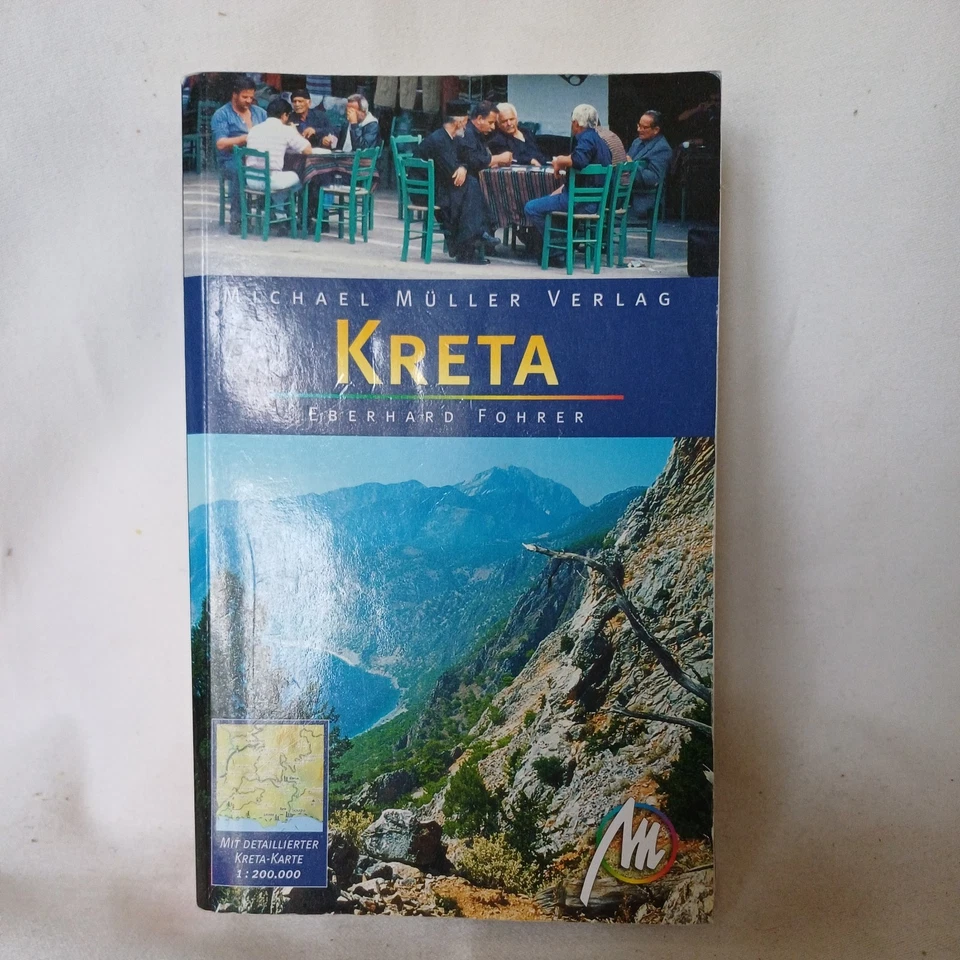 MICHAEL MÜLLER VERLAG
KRETA
EBERHARD FOHRER
MIT DETAILLIERTER
KRETA-KARTE
1 : 200.000